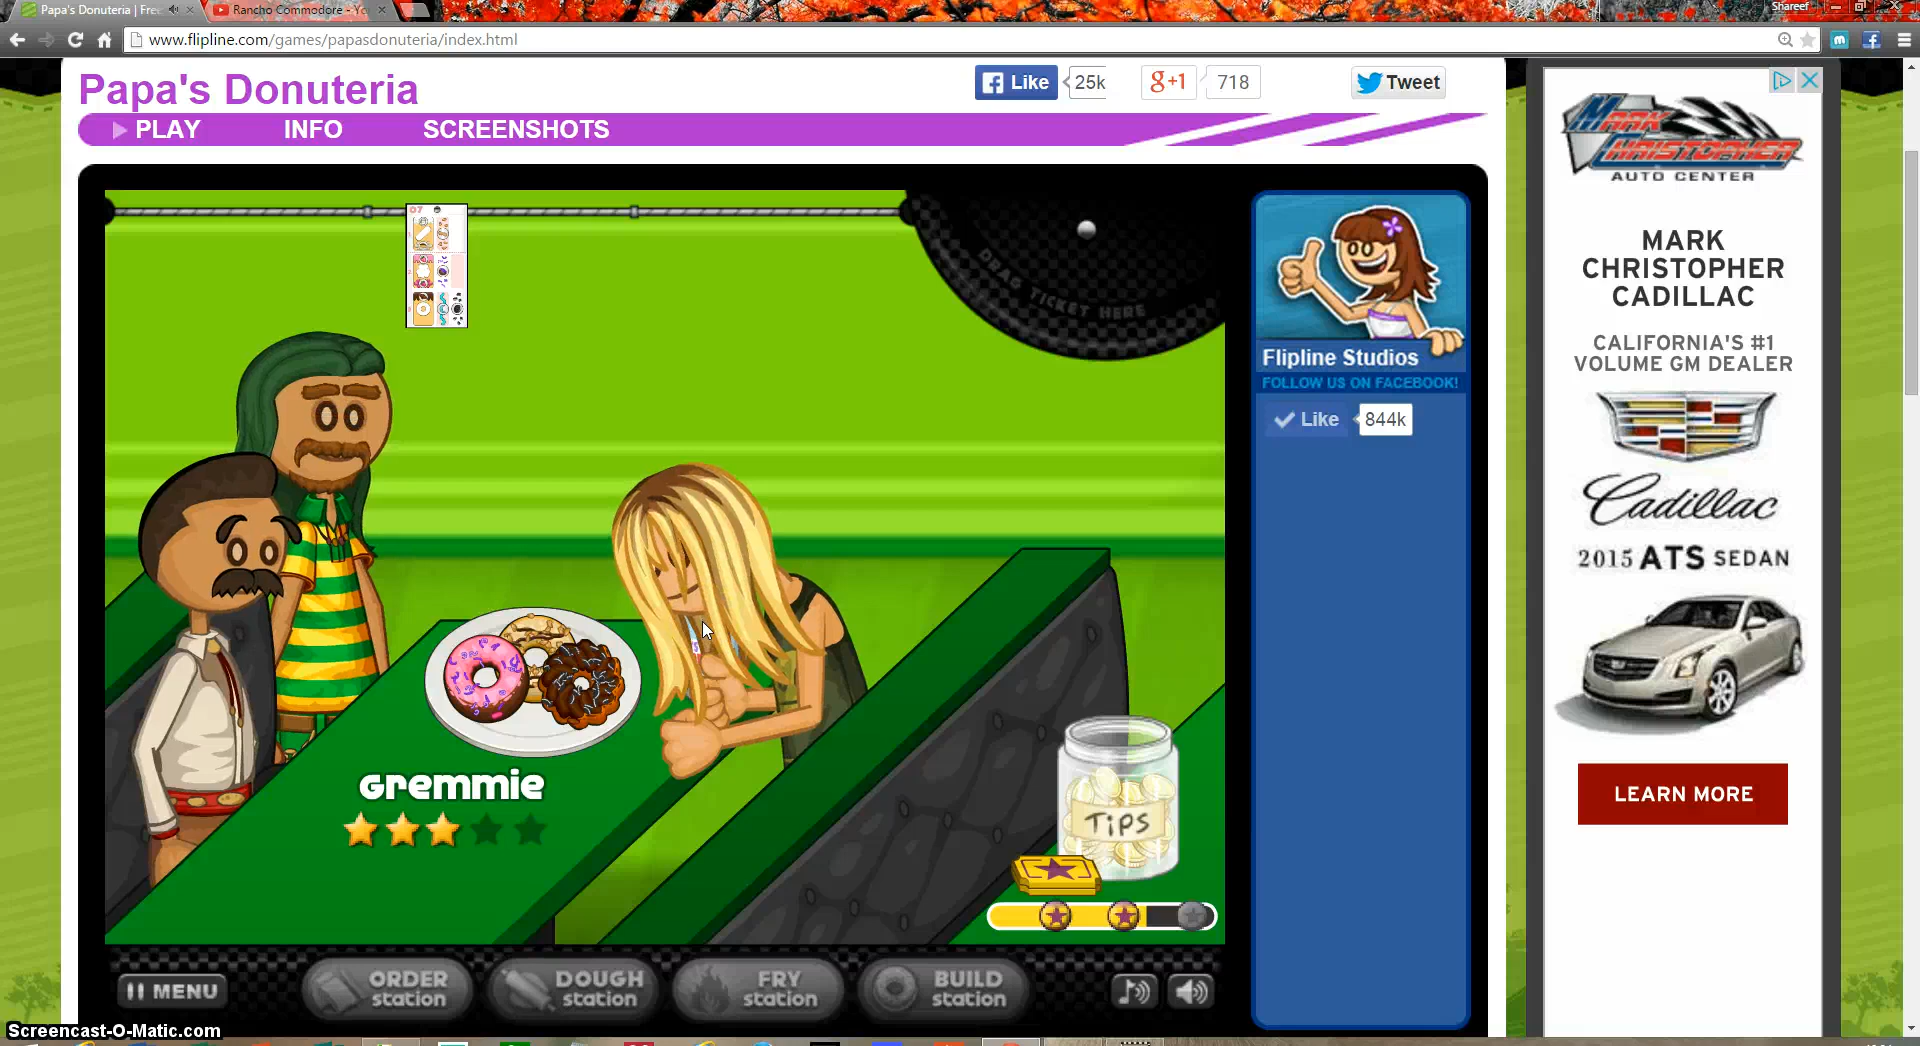 Papa's Donuteria | Free
Rancho Commodore - Yo
Shareef
www.flipline.com/games/papasdonuteria/index.html
Papa's Donuteria
Like 25k
g+1 718
Tweet
PLAY INFO SCREENSHOTS
07
DRAG TICKET HERE
Flipline Studios
FOLLOW US ON FACEBOOK!
Like 844k
MARK CHRISTOPHER
AUTO CENTER
MARK
CHRISTOPHER
CADILLAC
CALIFORNIA'S #1
VOLUME GM DEALER
Cadillac
2015 ATS SEDAN
LEARN MORE
Gremmie
TiPS
MENU
ORDER
station
DOUGH
station
FRY
station
BUILD
station
Screencast-O-Matic.com